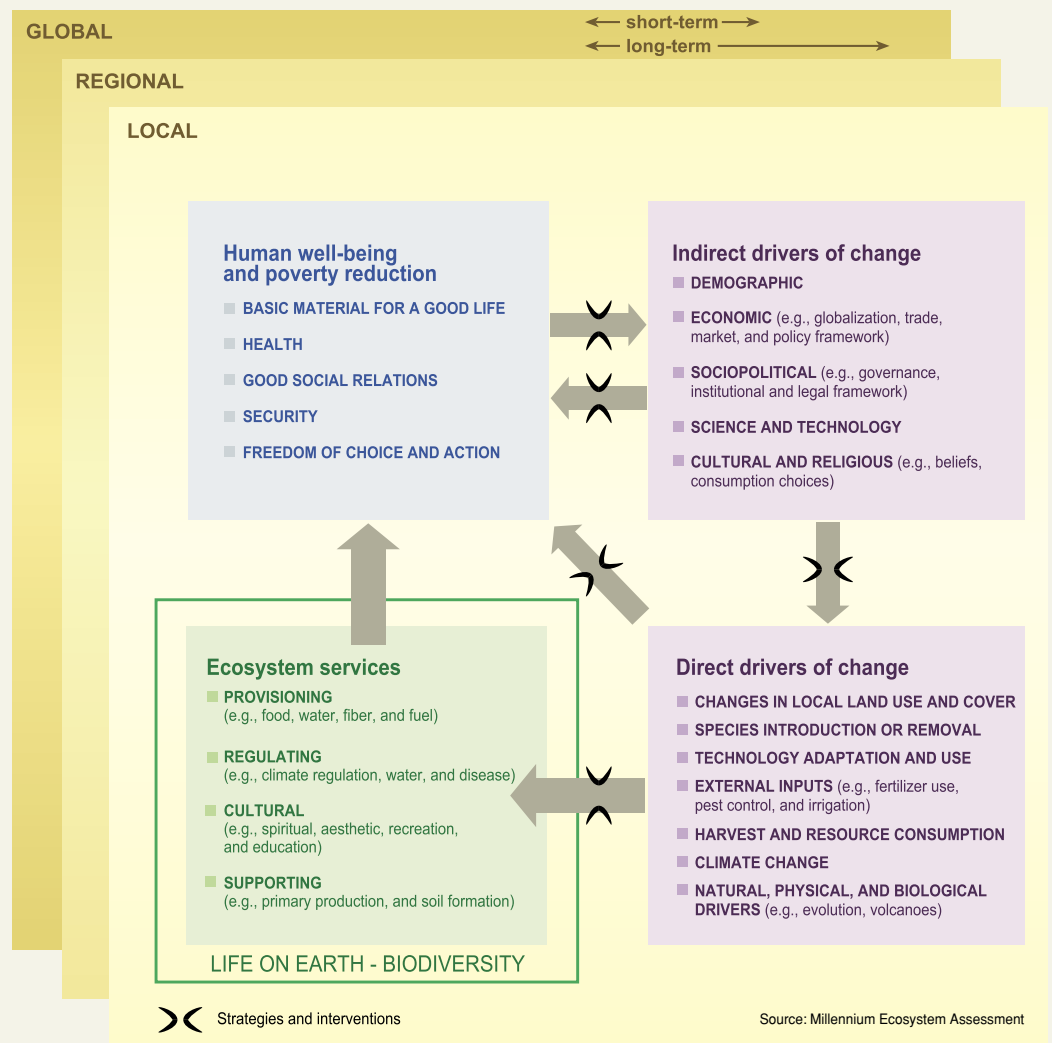 GLOBAL
short-term
long-term
REGIONAL
LOCAL
Human well-being
and poverty reduction
BASIC MATERIAL FOR A GOOD LIFE
HEALTH
GOOD SOCIAL RELATIONS
SECURITY
FREEDOM OF CHOICE AND ACTION
Indirect drivers of change
DEMOGRAPHIC
ECONOMIC (e.g., globalization, trade,
market, and policy framework)
SOCIOPOLITICAL (e.g., governance,
institutional and legal framework)
SCIENCE AND TECHNOLOGY
CULTURAL AND RELIGIOUS (e.g., beliefs,
consumption choices)
Ecosystem services
PROVISIONING
(e.g., food, water, fiber, and fuel)
REGULATING
(e.g., climate regulation, water, and disease)
CULTURAL
(e.g., spiritual, aesthetic, recreation,
and education)
SUPPORTING
(e.g., primary production, and soil formation)
LIFE ON EARTH - BIODIVERSITY
Direct drivers of change
CHANGES IN LOCAL LAND USE AND COVER
SPECIES INTRODUCTION OR REMOVAL
TECHNOLOGY ADAPTATION AND USE
EXTERNAL INPUTS (e.g., fertilizer use,
pest control, and irrigation)
HARVEST AND RESOURCE CONSUMPTION
CLIMATE CHANGE
NATURAL, PHYSICAL, AND BIOLOGICAL
DRIVERS (e.g., evolution, volcanoes)
Strategies and interventions
Source: Millennium Ecosystem Assessment